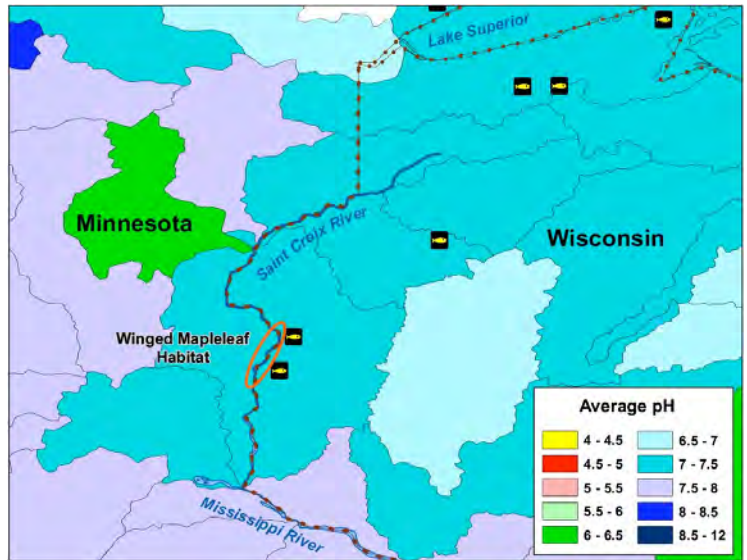 Lake Superior
Minnesota
Saint Croix River
Wisconsin
Winged Mapleleaf
Habitat
Mississippi River
Average pH
4 - 4.5
4.5 - 5
5 - 5.5
5.5 - 6
6 - 6.5
6.5 - 7
7 - 7.5
7.5 - 8
8 - 8.5
8.5 - 12